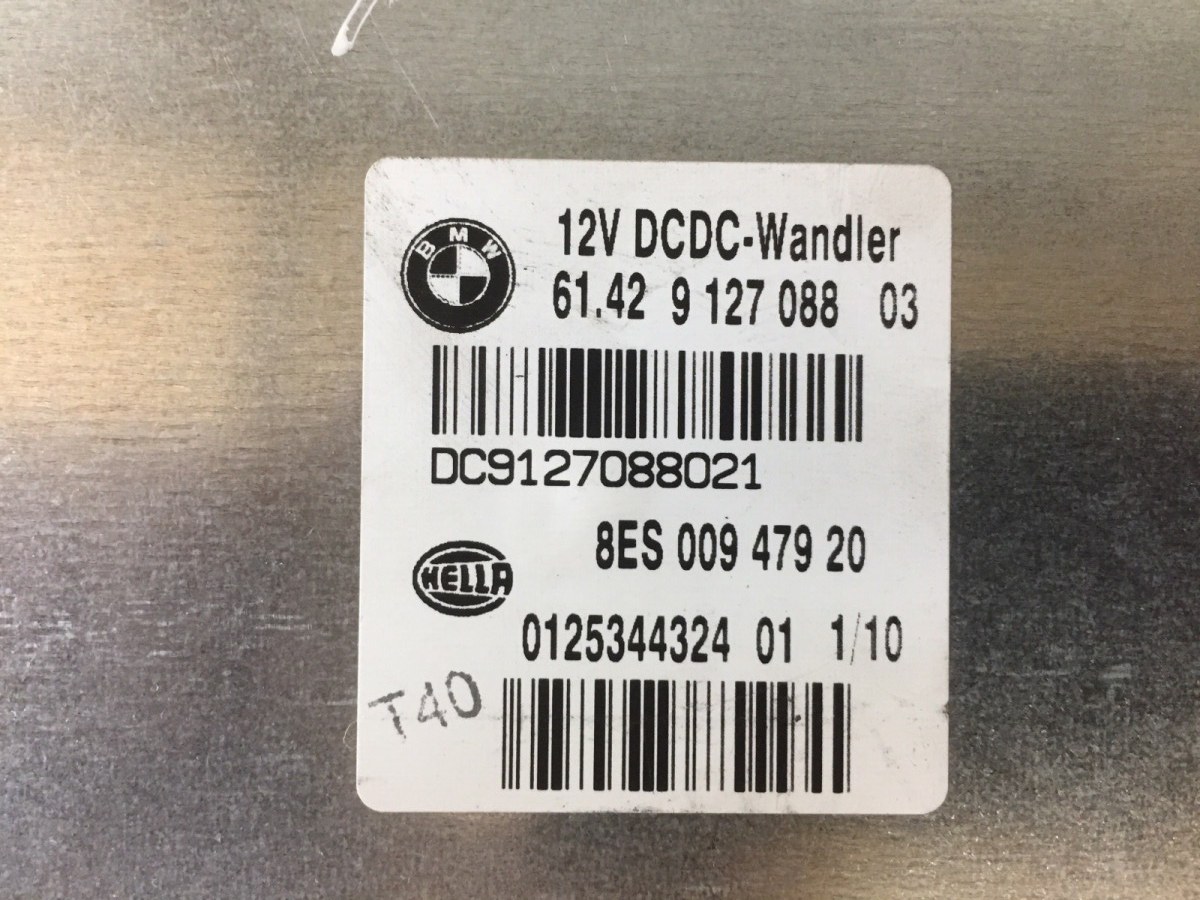 BMW
12V DCDC-Wandler
61.42 9 127 088 03
DC9127088021
8ES 009 479 20
HELLA
0125344324 01 1/10
T40